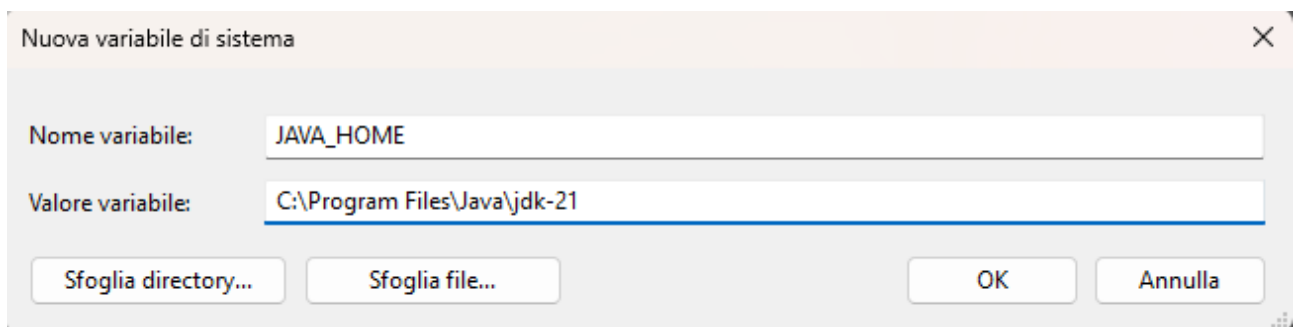 Nuova variabile di sistema
Nome variabile: JAVA_HOME
Valore variabile: C:\Program Files\Java\jdk-21
Sfoglia directory... Sfoglia file... OK Annulla